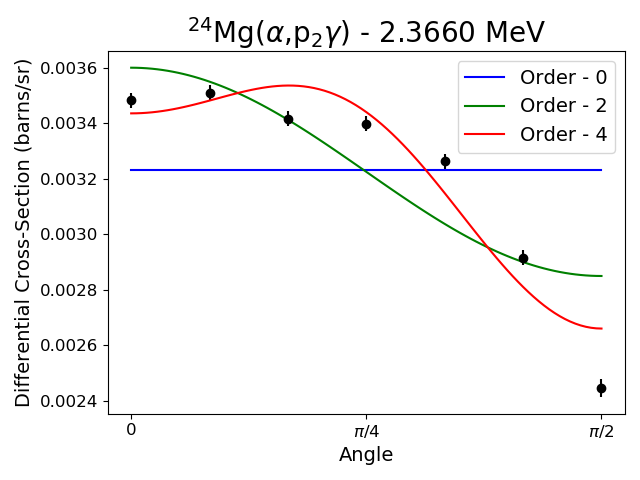 ²⁴Mg(α,p₂γ) - 2.3660 MeV
Order - 0
Order - 2
Order - 4
Differential Cross-Section (barns/sr)
0.0036
0.0034
0.0032
0.0030
0.0028
0.0026
0.0024
0 π/4 π/2
Angle